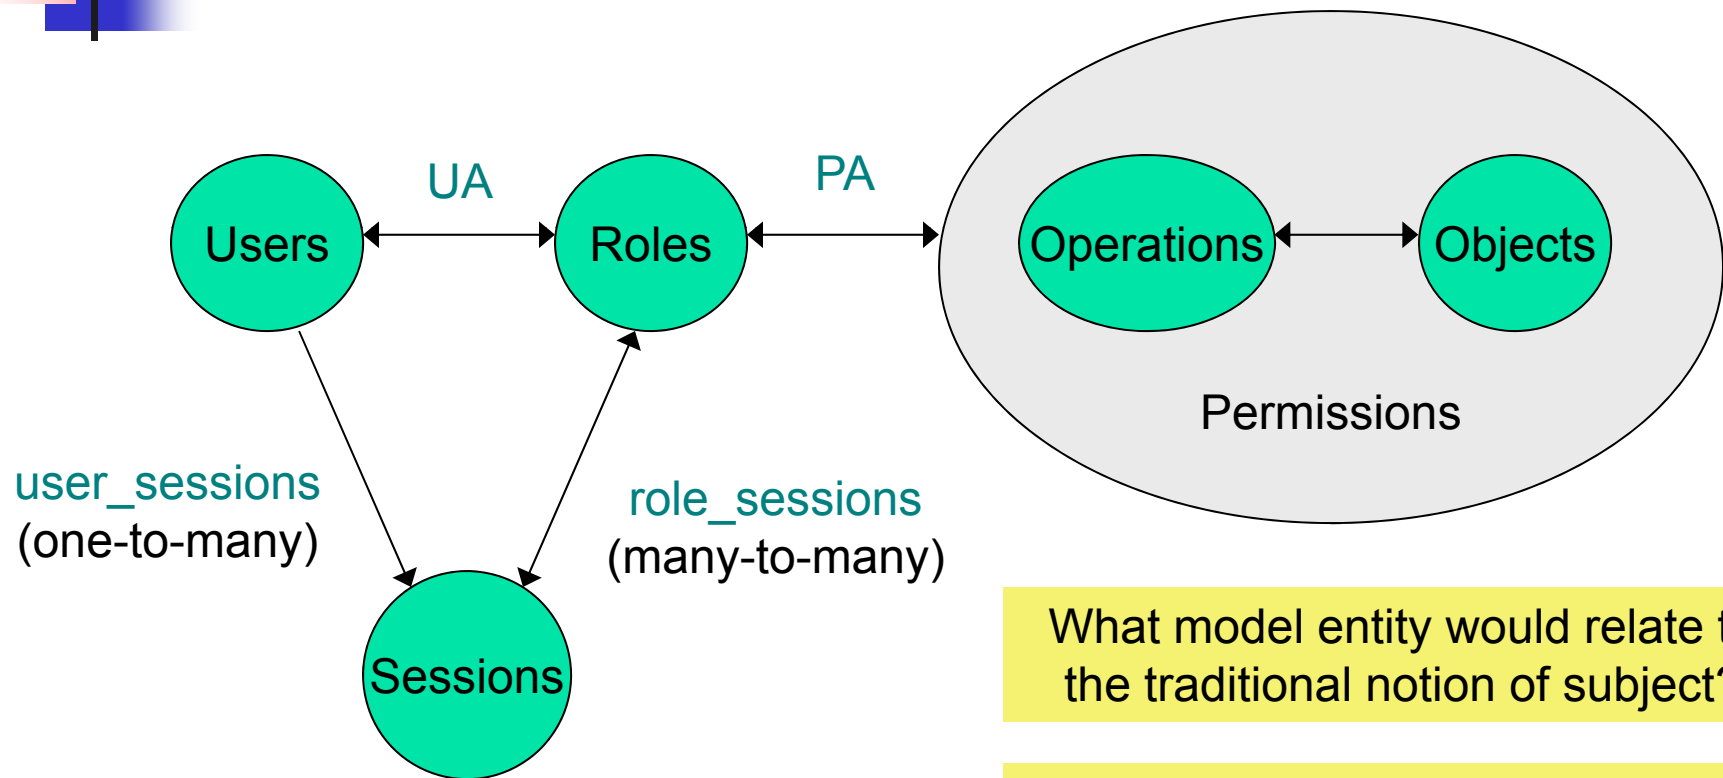 UA
PA
Users
Roles
Operations
Objects
Permissions
user_sessions
(one-to-many)
role_sessions
(many-to-many)
Sessions
What model entity would relate
the traditional notion of subject